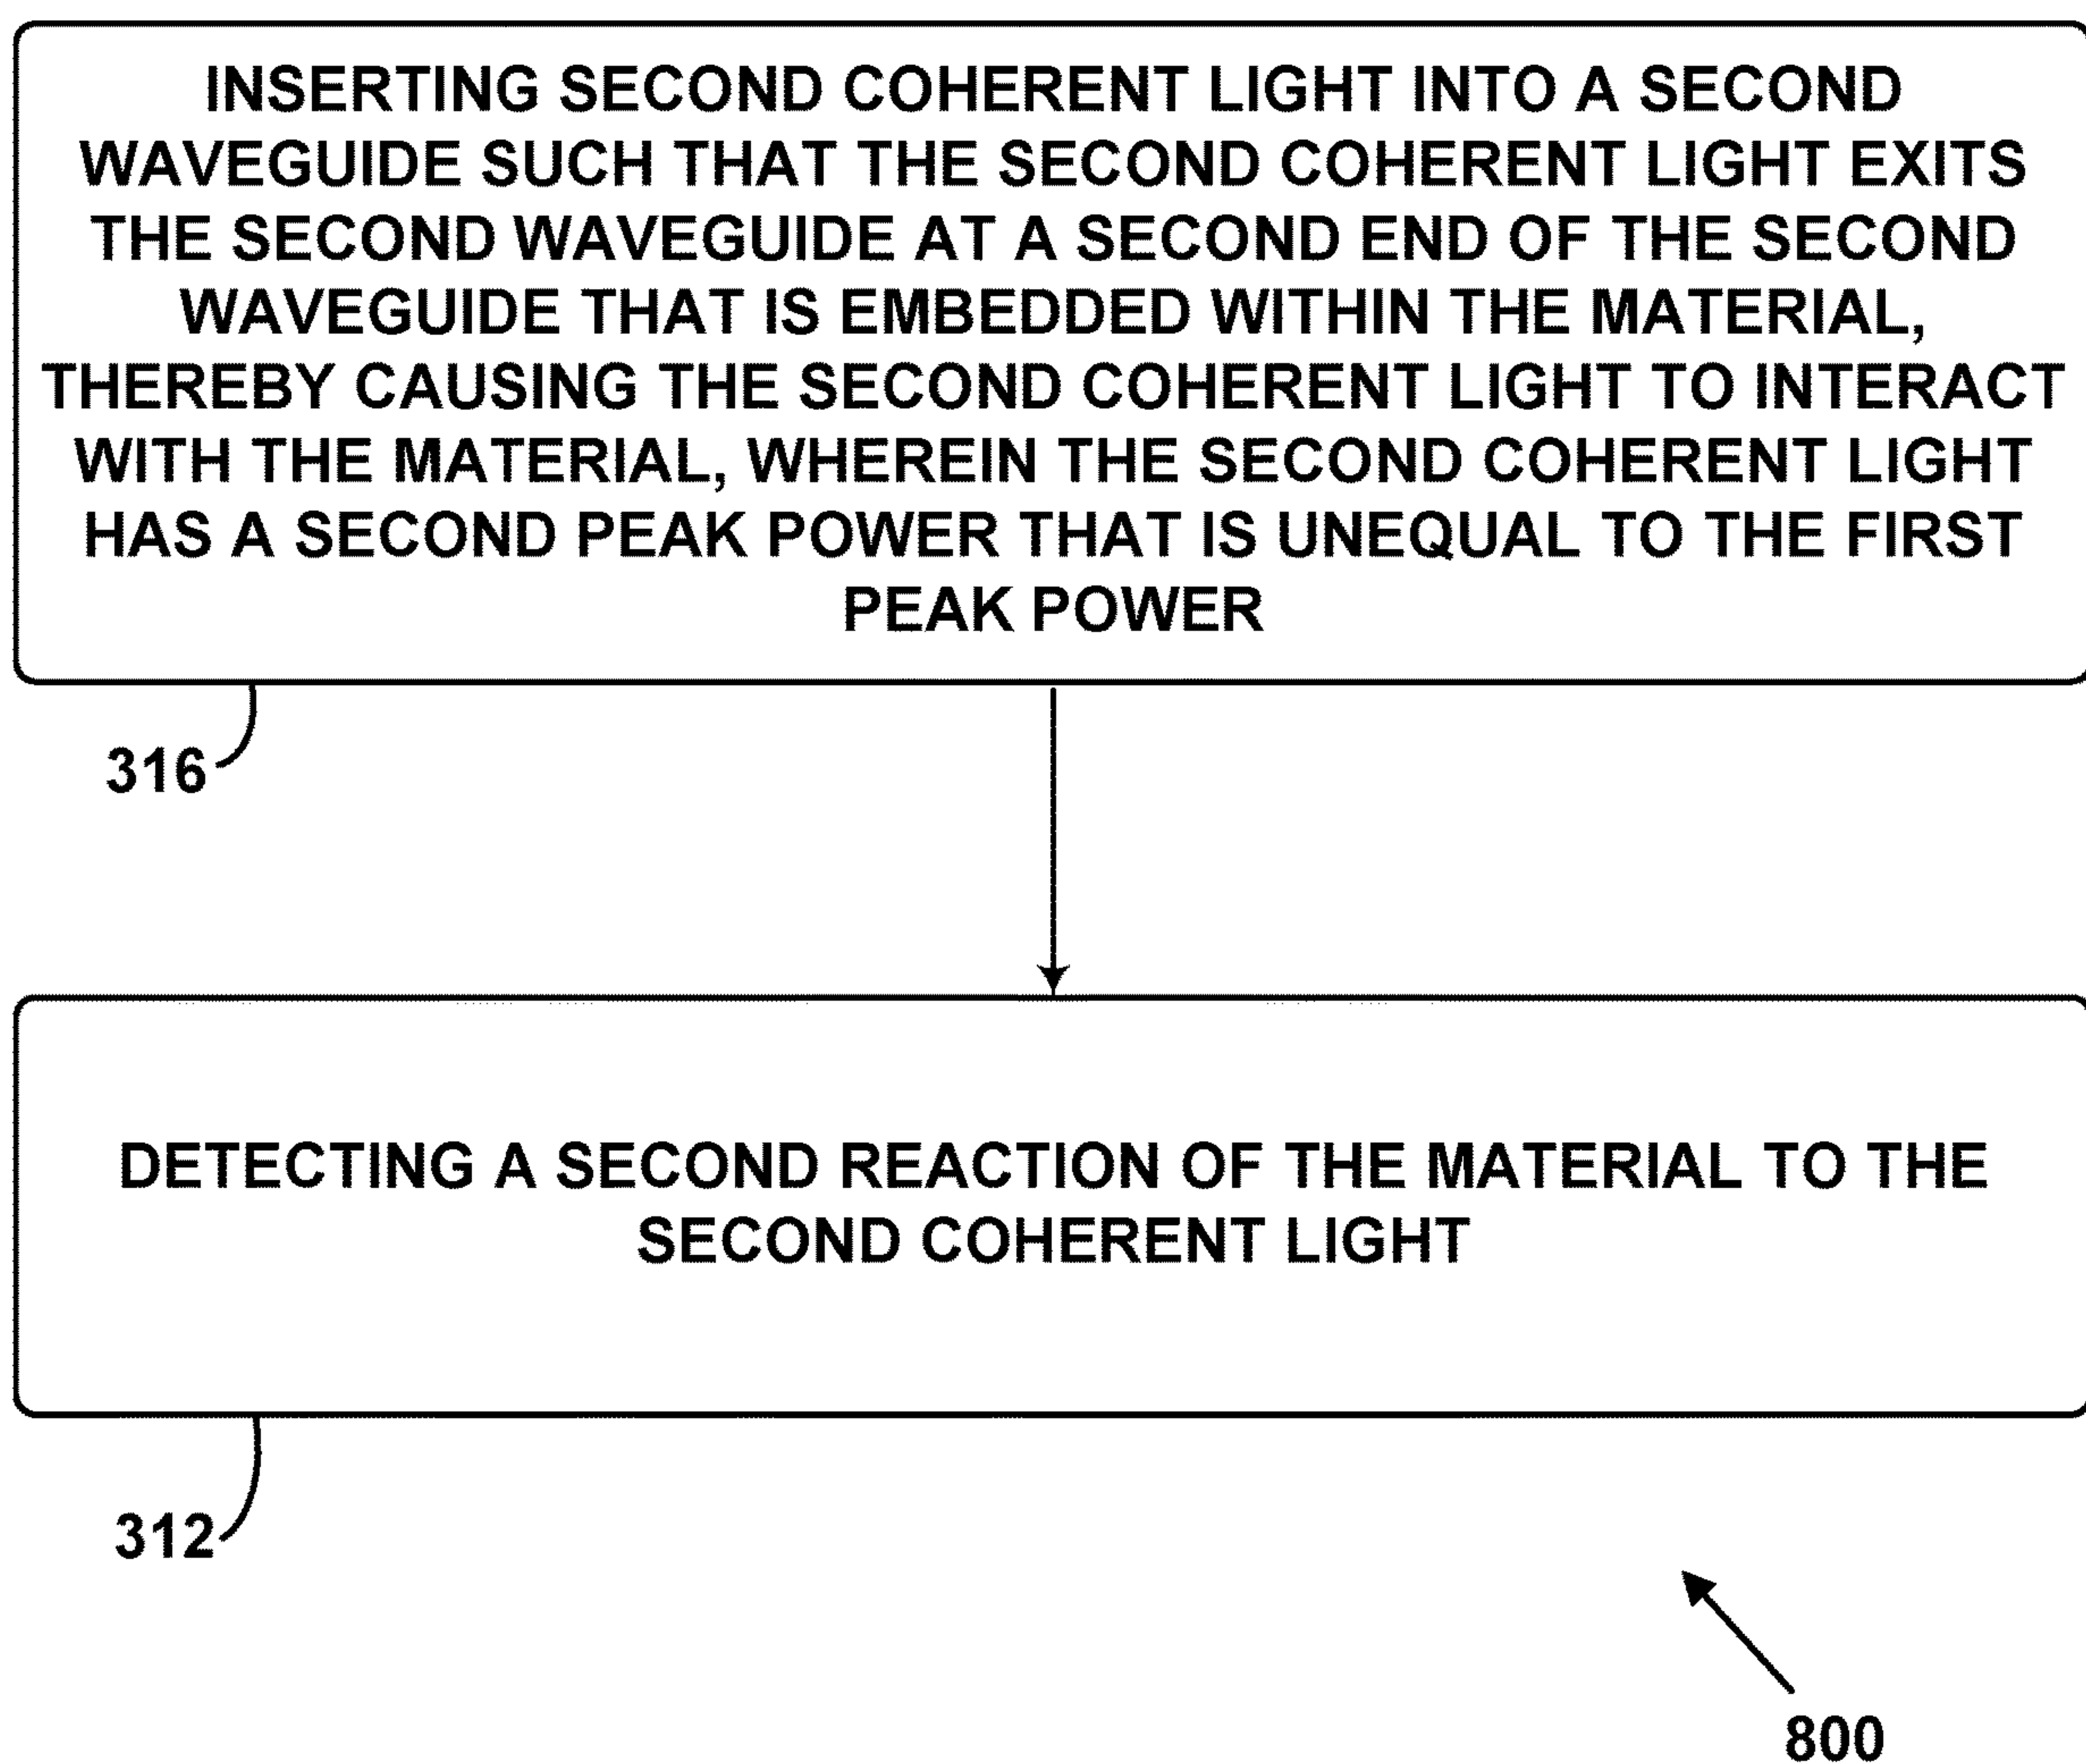 INSERTING SECOND COHERENT LIGHT INTO A SECOND
WAVEGUIDE SUCH THAT THE SECOND COHERENT LIGHT EXITS
THE SECOND WAVEGUIDE AT A SECOND END OF THE SECOND
WAVEGUIDE THAT IS EMBEDDED WITHIN THE MATERIAL,
THEREBY CAUSING THE SECOND COHERENT LIGHT TO INTERACT
WITH THE MATERIAL, WHEREIN THE SECOND COHERENT LIGHT
HAS A SECOND PEAK POWER THAT IS UNEQUAL TO THE FIRST
PEAK POWER
316
DETECTING A SECOND REACTION OF THE MATERIAL TO THE
SECOND COHERENT LIGHT
312
800